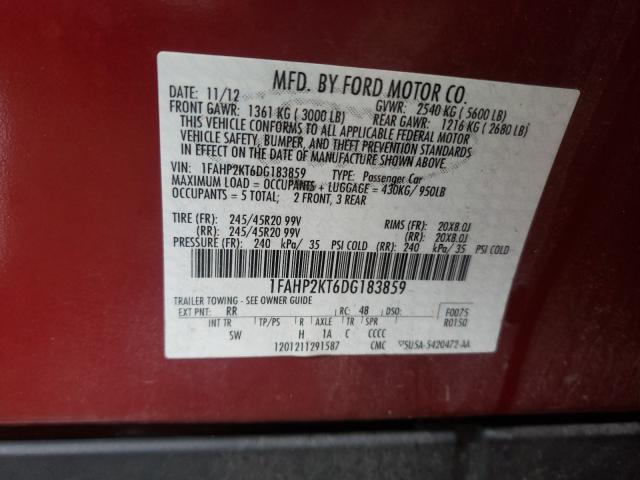 MFD. BY FORD MOTOR CO.
DATE: 11/12 GVWR: 2540 KG ( 5600 LB)
FRONT GAWR: 1361 KG ( 3000 LB) REAR GAWR: 1216 KG ( 2680 LB)
THIS VEHICLE CONFORMS TO ALL APPLICABLE FEDERAL MOTOR
VEHICLE SAFETY, BUMPER, AND THEFT PREVENTION STANDARDS
IN EFFECT ON THE DATE OF MANUFACTURE SHOWN ABOVE.
VIN: 1FAHP2KT6DG183859 TYPE: Passenger Car
MAXIMUM LOAD = OCCUPANTS + LUGGAGE = 430KG/ 950LB
OCCUPANTS = 5 TOTAL; 2 FRONT, 3 REAR
TIRE (FR): 245/45R20 99V RIMS (FR): 20X8.0J
(RR): 245/45R20 99V (RR): 20X8.0J
PRESSURE (FR): 240 kPa/ 35 PSI COLD (RR): 240 kPa/ 35 PSI COLD
1FAHP2KT6DG183859
TRAILER TOWING - SEE OWNER GUIDE
EXT PNT: RR RC: 48 DSO: F0075
INT TR TP/PS R AXLE TR SPR R0150
SW H 1A C CCCC
1201211291587 CMC 5U5A-5420472-AA